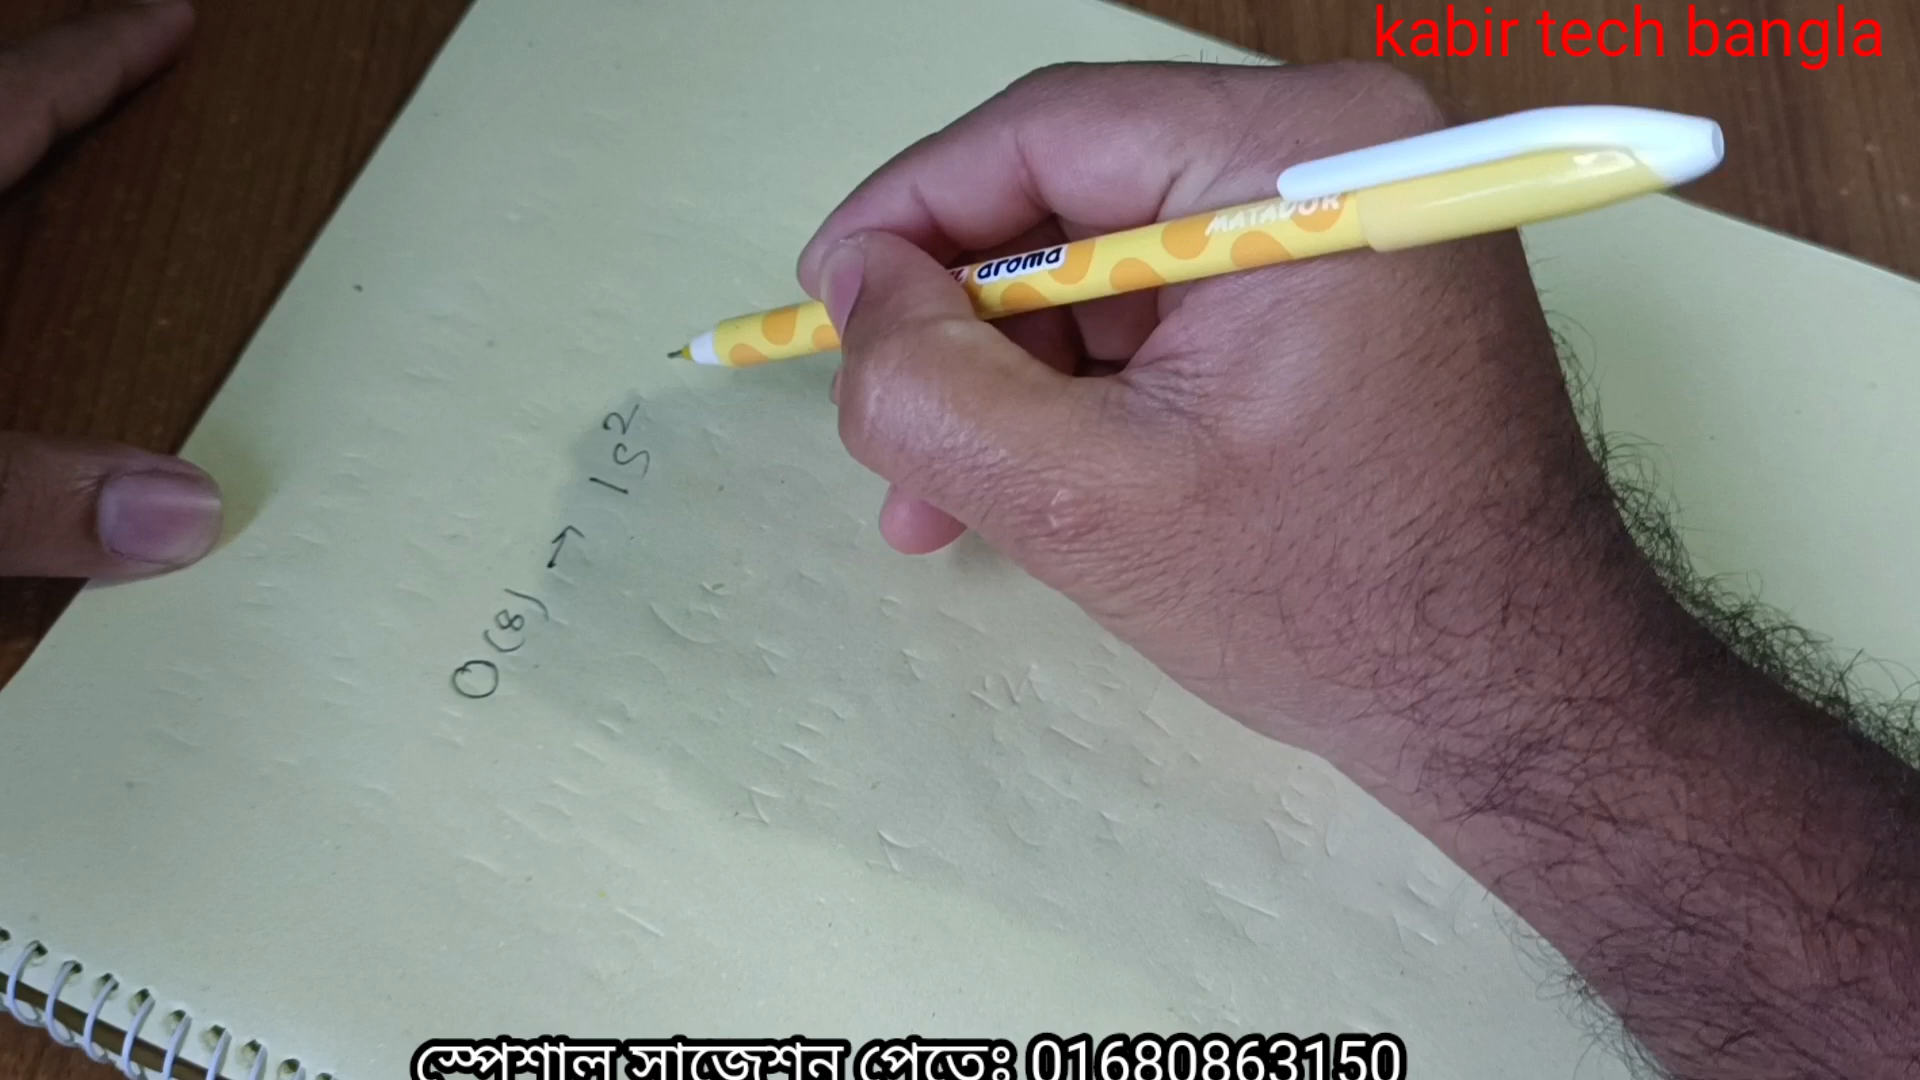 kabir tech bangla
MATADOR
aroma
O(8) → 1s²
স্পেশাল সাজেশন পেতেঃ 01680863150